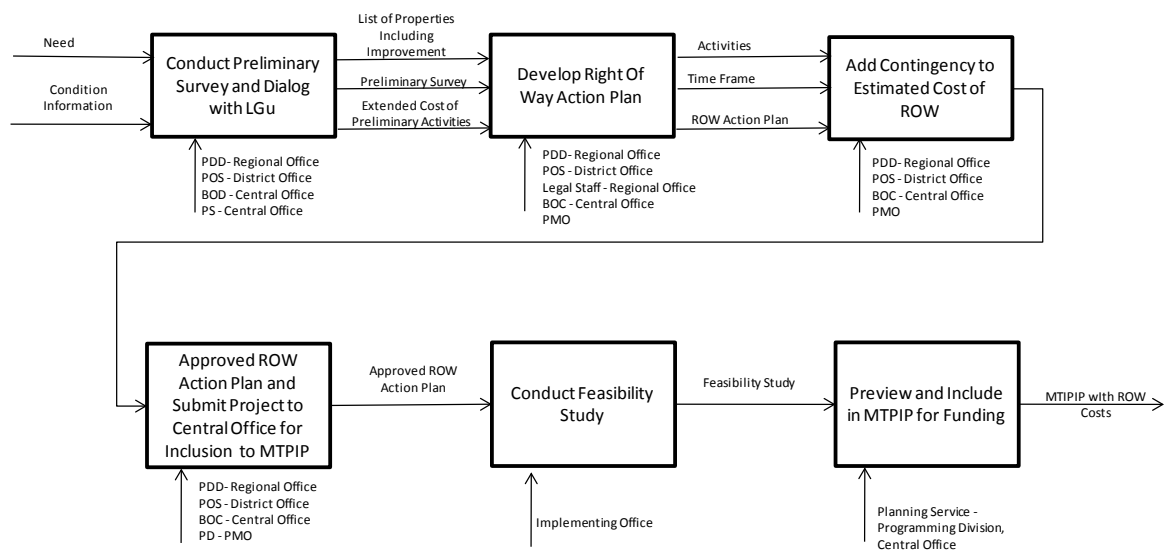 Need
Condition
Information
Conduct Preliminary
Survey and Dialog
with LGu
PDD- Regional Office
POS - District Office
BOD - Central Office
PS - Central Office
List of Properties
Including
Improvement
Preliminary Survey
Extended Cost of
Preliminary Activities
Develop Right Of
Way Action Plan
PDD- Regional Office
POS - District Office
Legal Staff - Regional Office
BOC - Central Office
PMO
Activities
Time Frame
ROW Action Plan
Add Contingency to
Estimated Cost of
ROW
PDD- Regional Office
POS - District Office
BOC - Central Office
PMO
Approved ROW
Action Plan and
Submit Project to
Central Office for
Inclusion to MTPIP
PDD- Regional Office
POS - District Office
BOC - Central Office
PD - PMO
Approved ROW
Action Plan
Conduct Feasibility
Study
Implementing Office
Feasibility Study
Preview and Include
in MTPIP for Funding
Planning Service -
Programming Division,
Central Office
MTIPIP wIth ROW
Costs